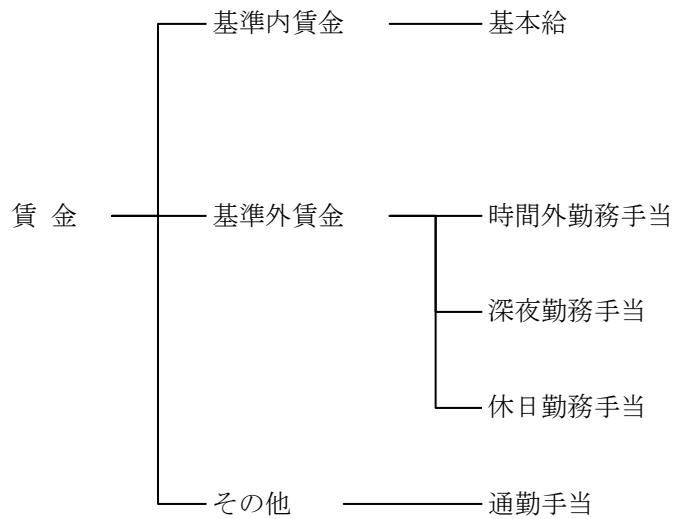 基準内賃金 基本給
賃 金 基準外賃金 時間外勤務手当
深夜勤務手当
休日勤務手当
その他 通勤手当